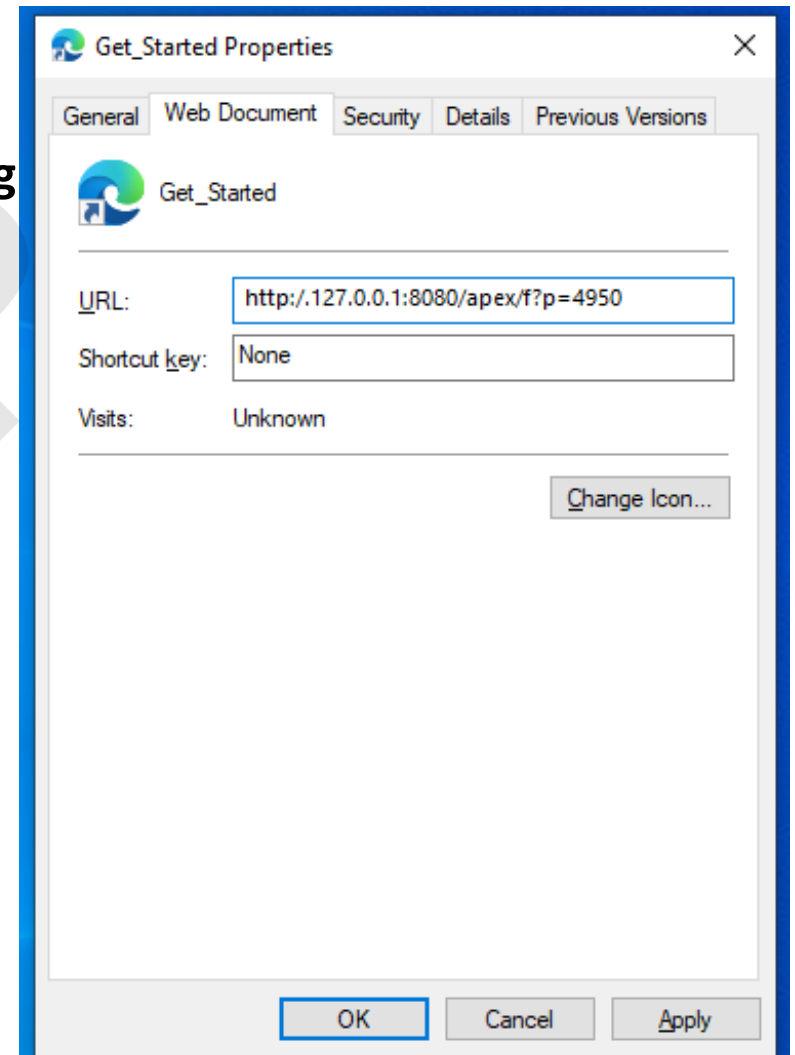 Get_Started Properties
General Web Document Security Details Previous Versions
g
Get_Started
URL: http:/.127.0.0.1:8080/apex/f?p=4950
Shortcut key: None
Visits: Unknown
Change Icon...
OK Cancel Apply